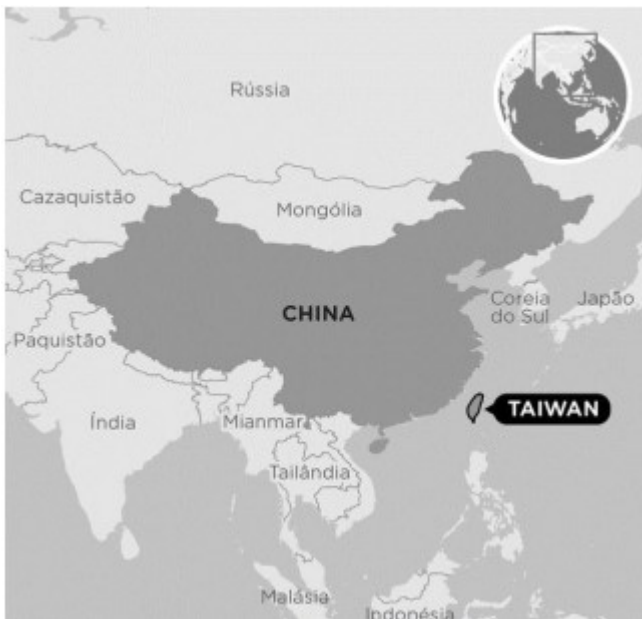 Rússia
Cazaquistão
Mongólia
CHINA
Coreia
do Sul
Japão
Paquistão
TAIWAN
Índia
Mianmar
Tailândia
Malásia
Indonésia